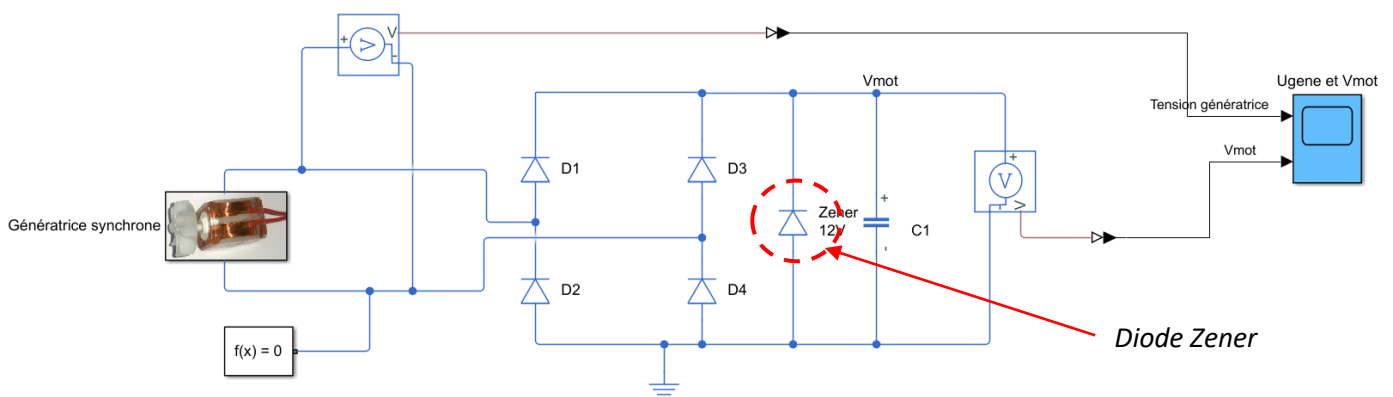 +
V
V
-
Vmot
Ugene et Vmot
Tension génératrice
Vmot
D1
D3
+
V
-
V
Génératrice synchrone
Zener
12V
+
C1
-
D2
D4
f(x) = 0
Diode Zener